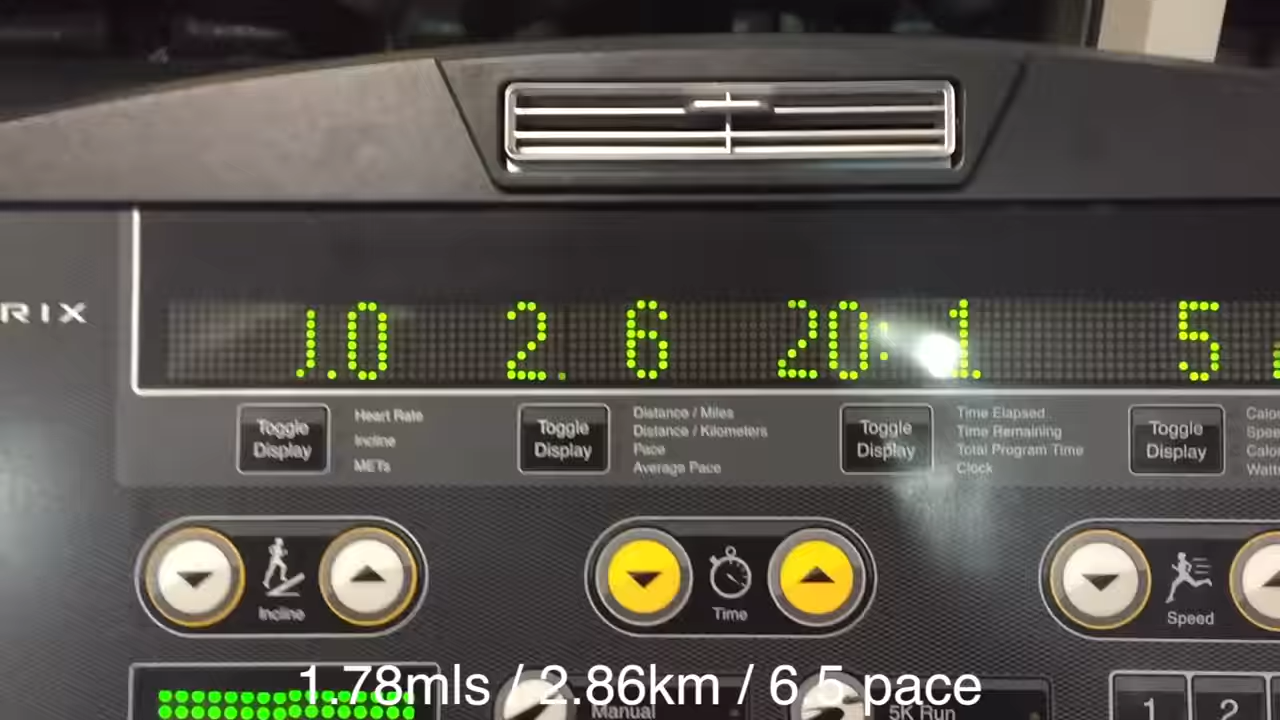 RIX
2. 6 20: 1 5
Toggle Display
Heart Rate
Incline
METs
Toggle Display
Distance / Miles
Distance / Kilometers
Pace
Average Pace
Toggle Display
Time Elapsed
Time Remaining
Total Program Time
Clock
Toggle Display
Incline
Time
Speed
1.78mls / 2.86km / 6.5 pace
Manual
5K Run
1 2